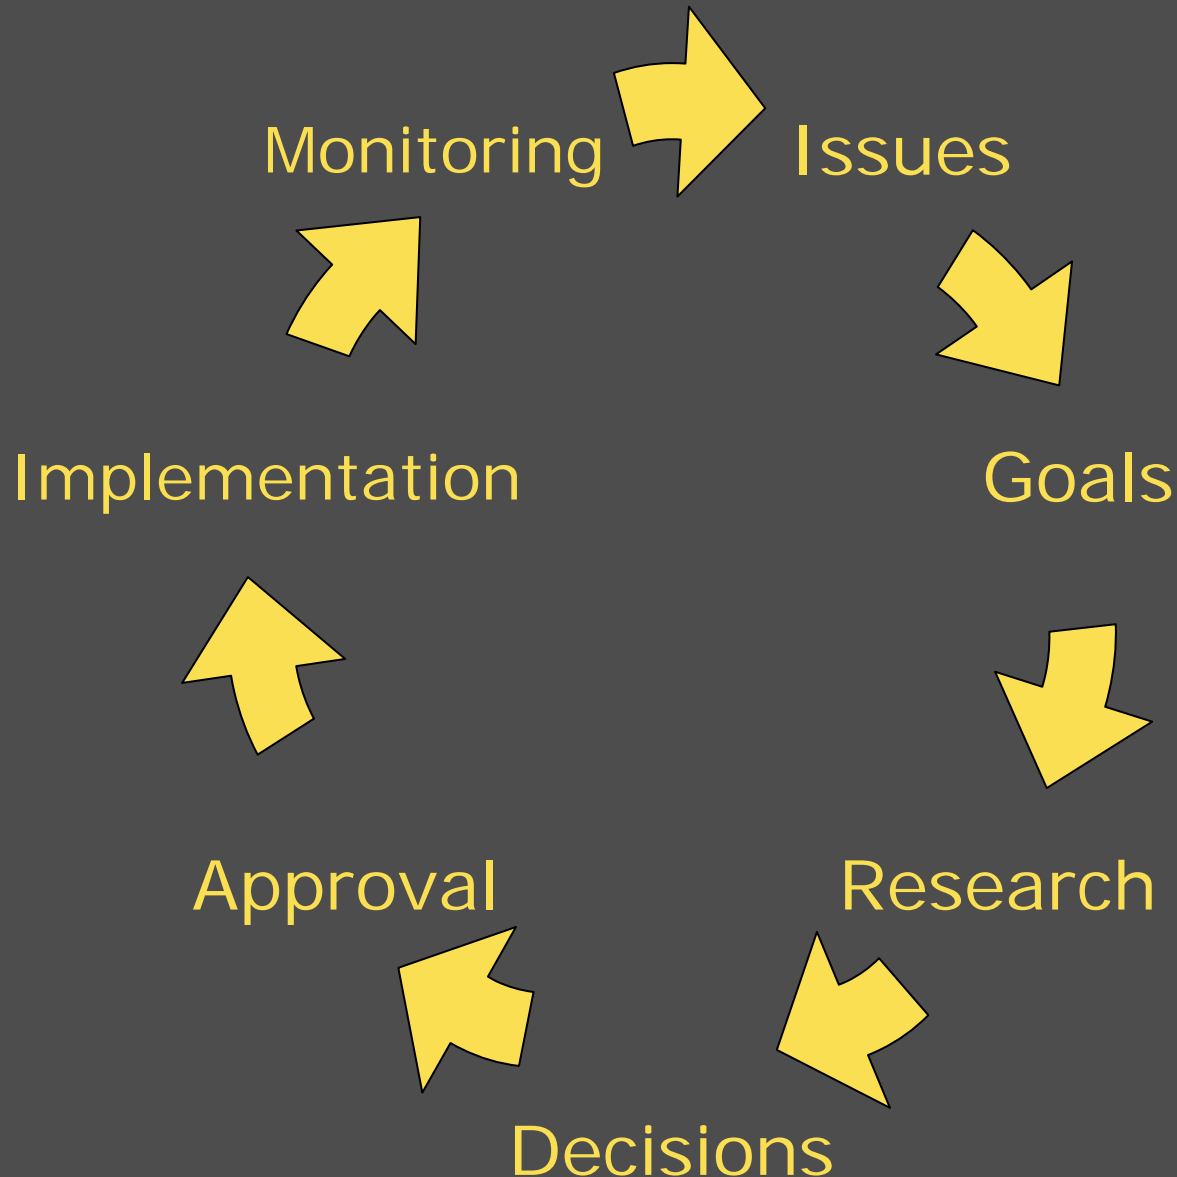 Monitoring
Issues
Goals
Research
Decisions
Approval
Implementation